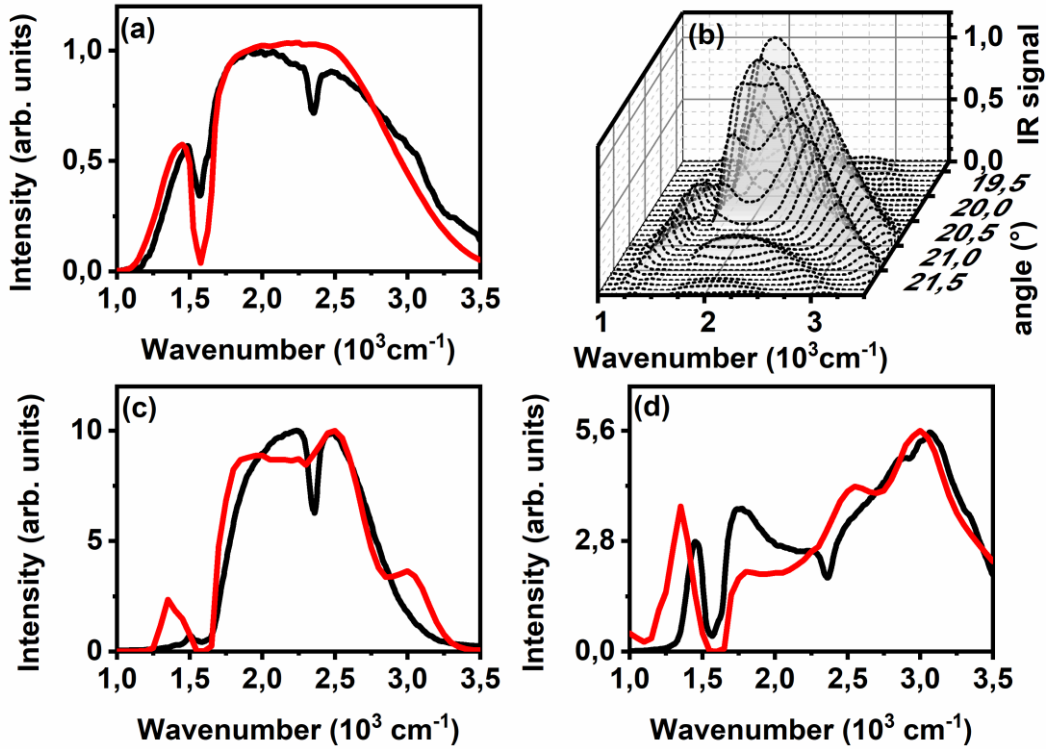 (a)
Intensity (arb. units)
1,0
0,5
0,0
1,0 1,5 2,0 2,5 3,0 3,5
Wavenumber (10³cm⁻¹)
(b)
IR signal
1,0
0,5
0,0
19,5
20,0
20,5
21,0
21,5
angle (°)
1 2 3
Wavenumber (10³cm⁻¹)
(c)
Intensity (arb. units)
10
5
0
1,0 1,5 2,0 2,5 3,0 3,5
Wavenumber (10³ cm⁻¹)
(d)
Intensity (arb. units)
5,6
2,8
0,0
1,0 1,5 2,0 2,5 3,0 3,5
Wavenumber (10³ cm⁻¹)